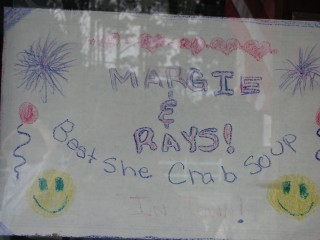 MARGIE
&
RAYS!
Best She Crab SOUP